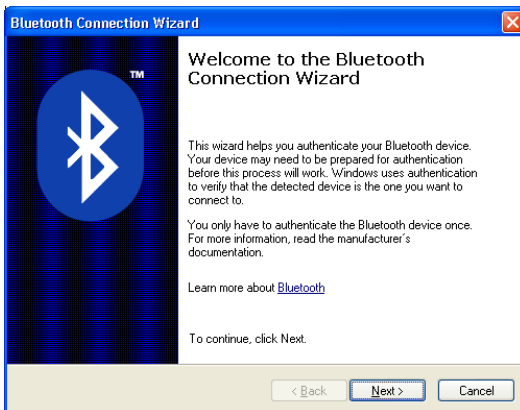 Bluetooth Connection Wizard
TM
Welcome to the Bluetooth
Connection Wizard
This wizard helps you authenticate your Bluetooth device.
Your device may need to be prepared for authentication
before this process will work. Windows uses authentication
to verify that the detected device is the one you want to
connect to.
You only have to authenticate the Bluetooth device once.
For more information, read the manufacturer's
documentation.
Learn more about Bluetooth
To continue, click Next.
< Back
Next >
Cancel